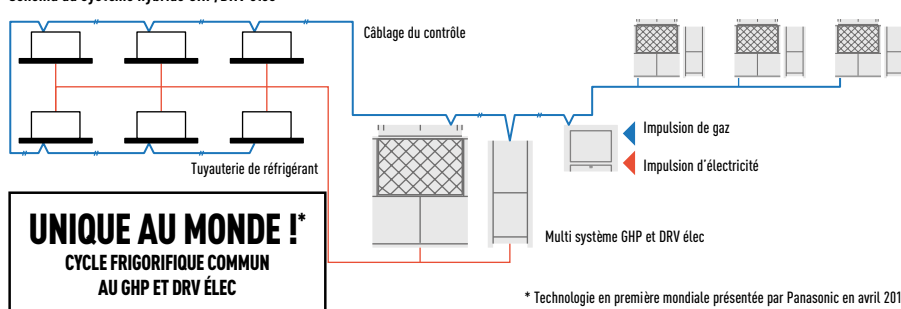 Câblage du contrôle
Tuyauterie de réfrigérant
Impulsion de gaz
Impulsion d'électricité
Multi système GHP et DRV élec
UNIQUE AU MONDE !*
CYCLE FRIGORIFIQUE COMMUN
AU GHP ET DRV ÉLEC
* Technologie en première mondiale présentée par Panasonic en avril